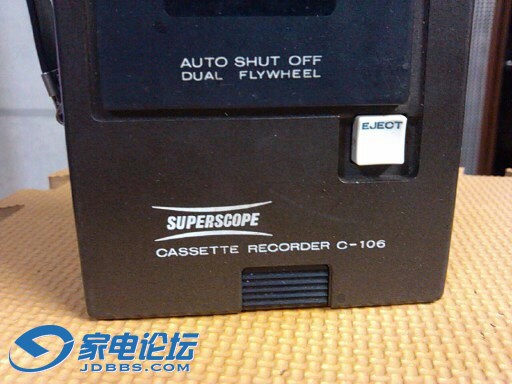 AUTO SHUT OFF
DUAL FLYWHEEL
EJECT
SUPERSCOPE
CASSETTE RECORDER C-106
家电论坛
JDBBS.COM